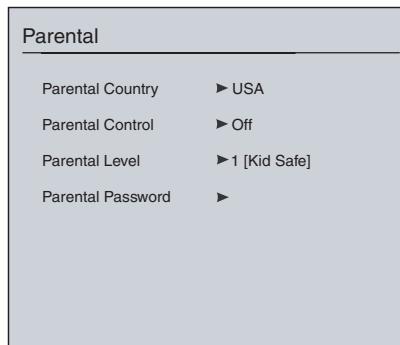 Parental
Parental Country ► USA
Parental Control ► Off
Parental Level ► 1 [Kid Safe]
Parental Password ►